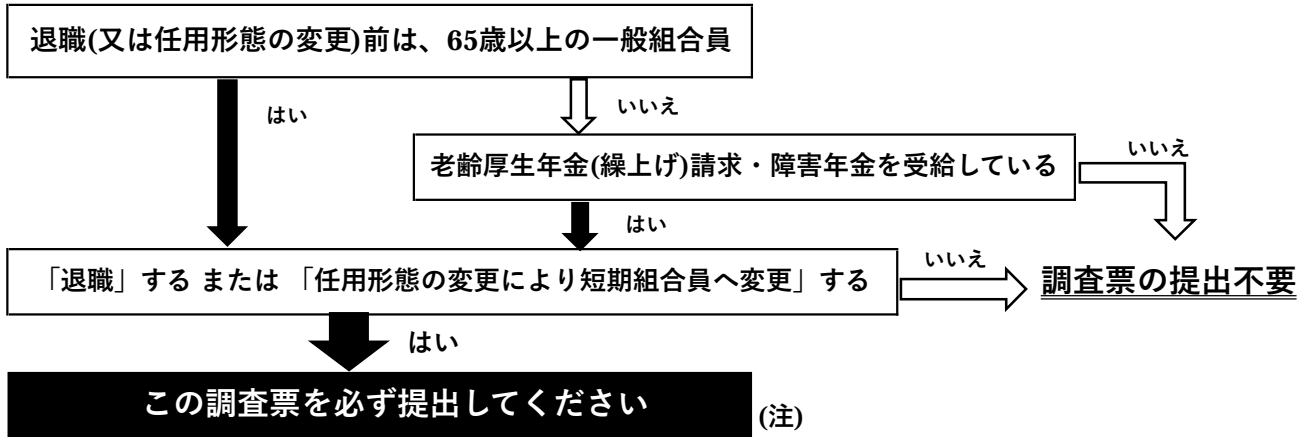 退職(又は任用形態の変更)前は、65歳以上の一般組合員
はい
いいえ
老齢厚生年金(繰上げ)請求・障害年金を受給している
いいえ
はい
「退職」する または 「任用形態の変更により短期組合員へ変更」する
いいえ
調査票の提出不要
はい
この調査票を必ず提出してください
(注)